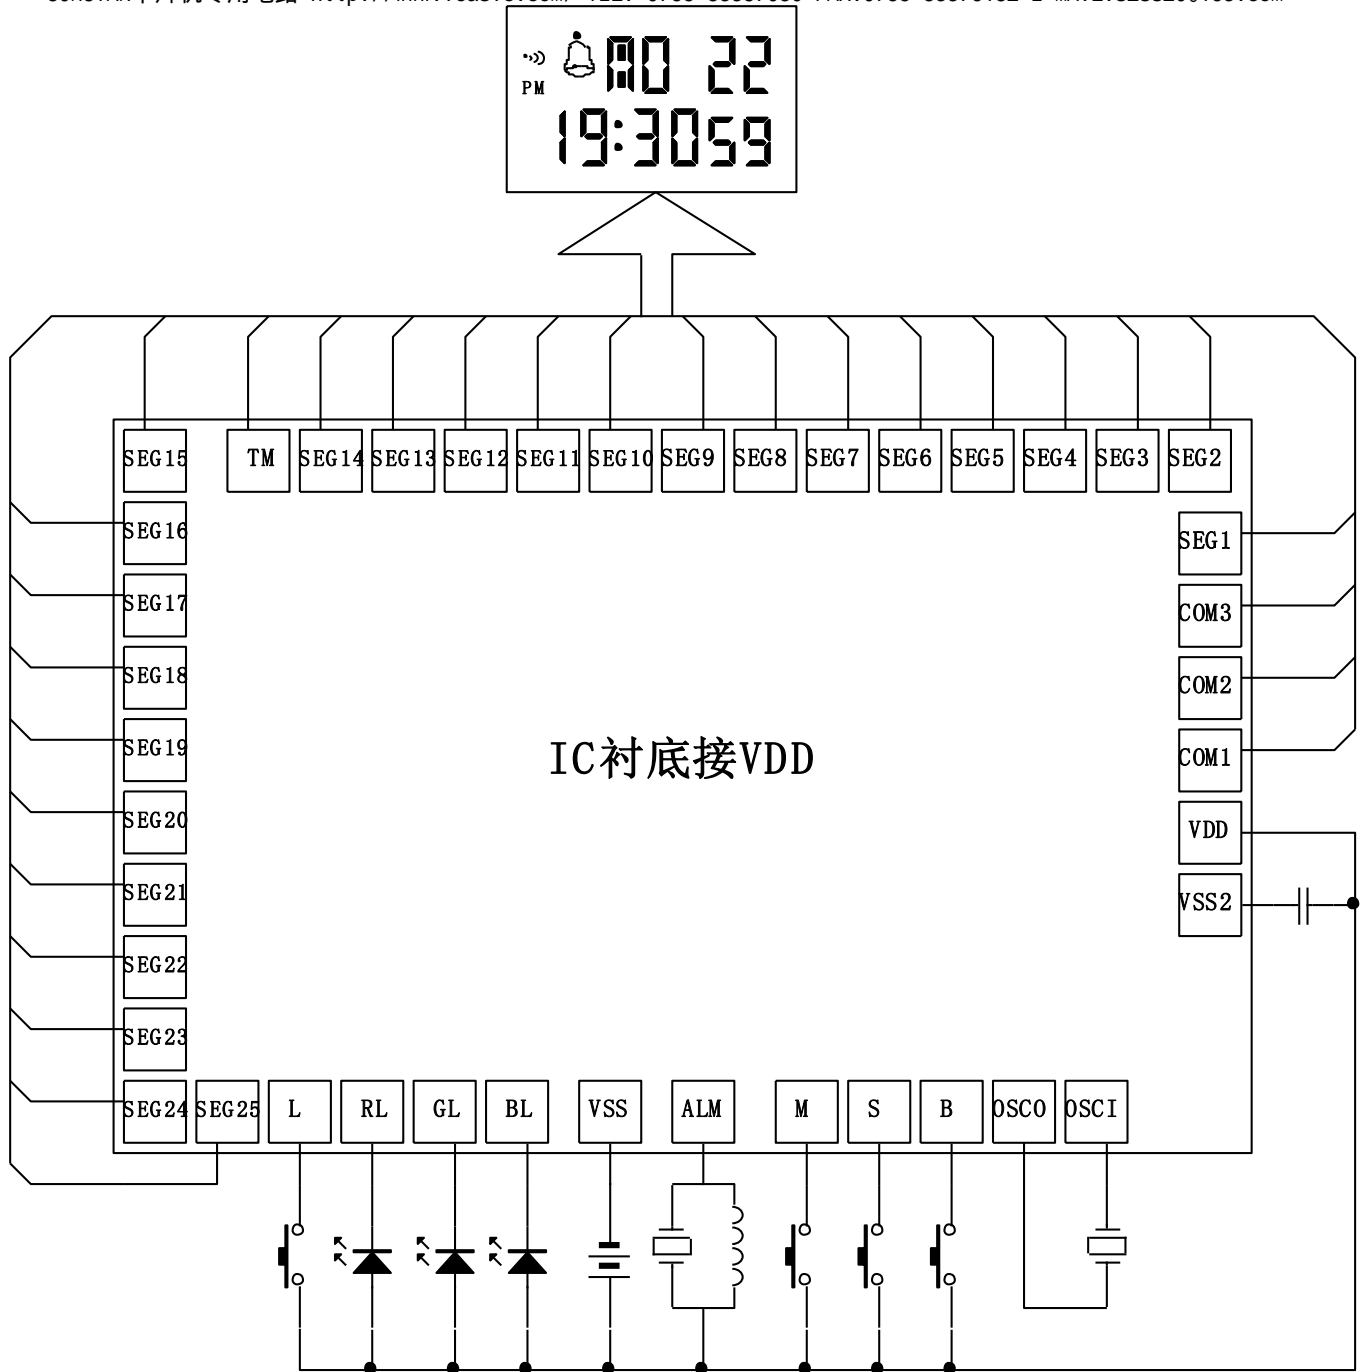 PM
A0 22
19:3059
SEG15 TM SEG14 SEG13 SEG12 SEG11 SEG10 SEG9 SEG8 SEG7 SEG6 SEG5 SEG4 SEG3 SEG2
SEG16
SEG1
SEG17
COM3
SEG18
COM2
SEG19
IC衬底接VDD
COM1
SEG20
VDD
SEG21
VSS2
SEG22
SEG23
SEG24 SEG25 L RL GL BL VSS ALM M S B OSCO OSCI